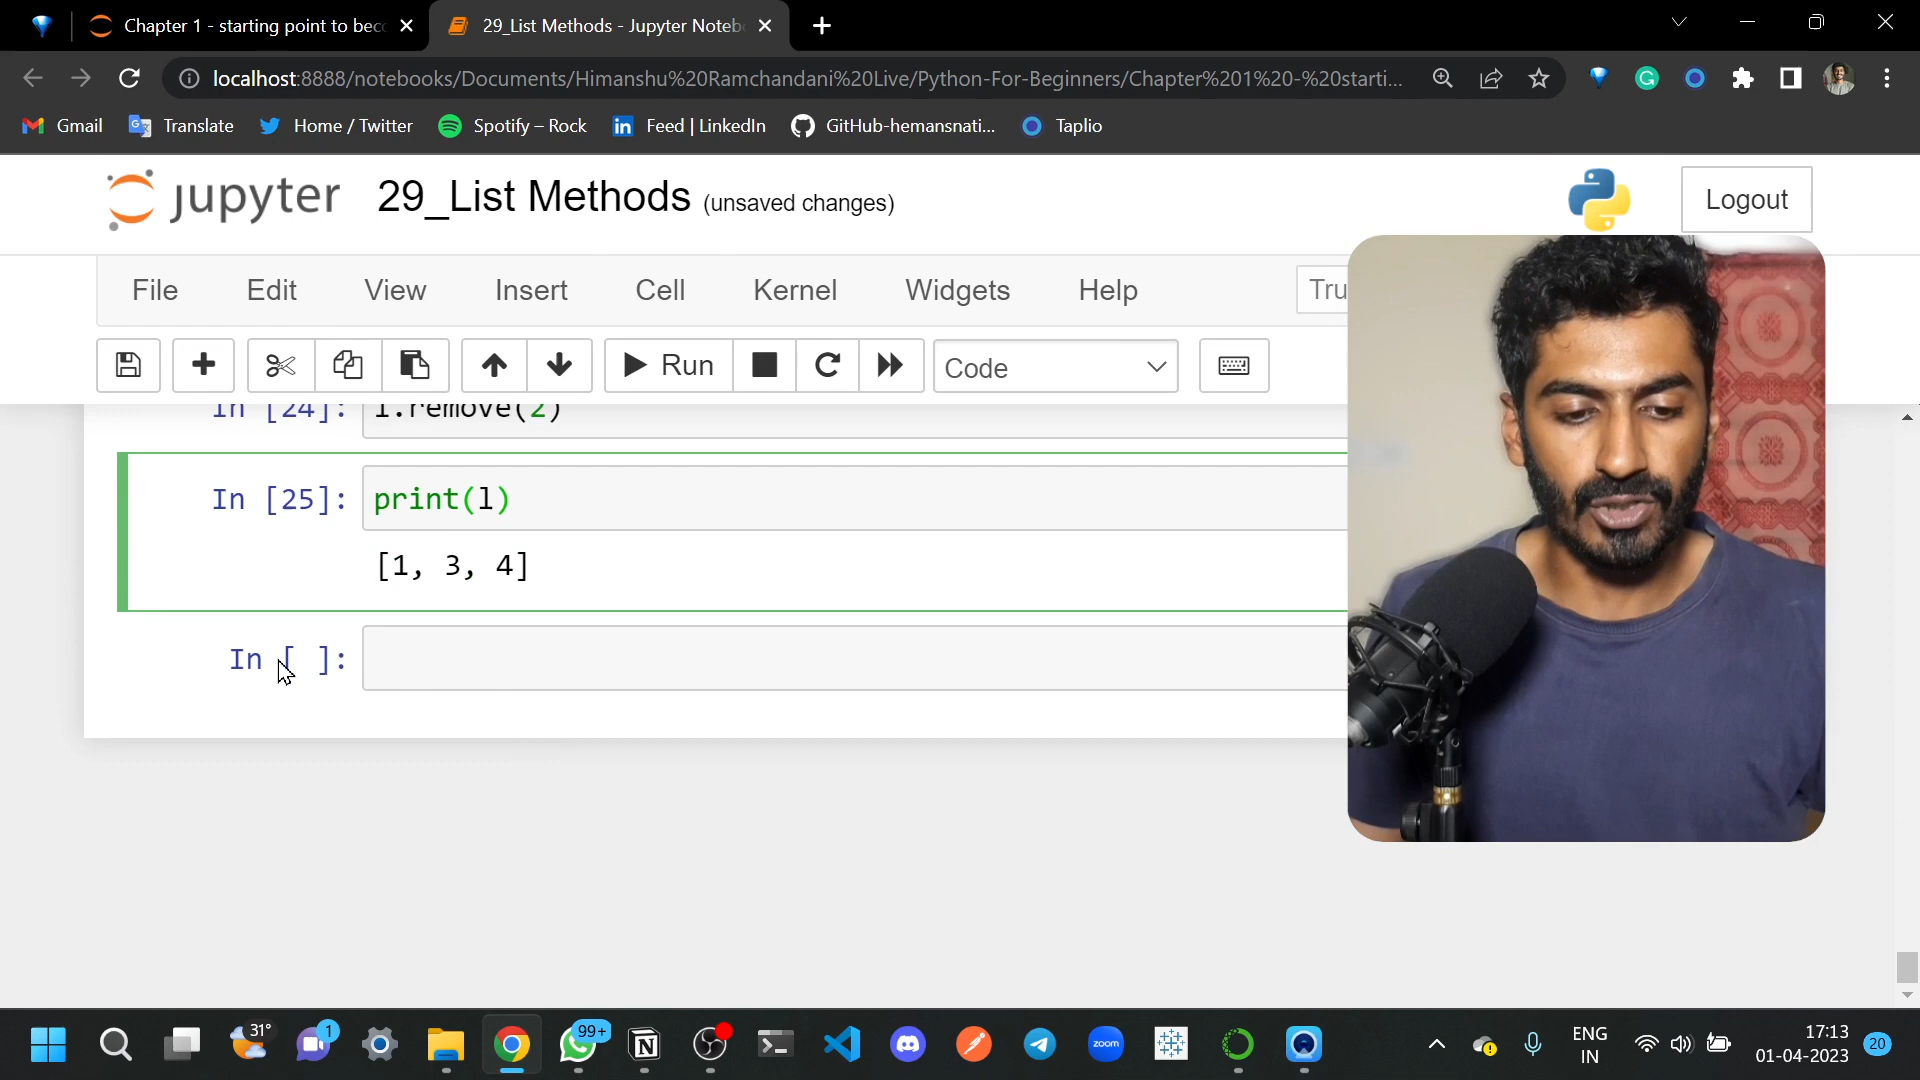 Chapter 1 - starting point to bec
29_List Methods - Jupyter Noteb
localhost:8888/notebooks/Documents/Himanshu%20Ramchandani%20Live/Python-For-Beginners/Chapter%201%20-%20starti...
Gmail
Translate
Home / Twitter
Spotify – Rock
Feed | LinkedIn
GitHub-hemansnati...
Taplio
jupyter
29_List Methods (unsaved changes)
Logout
File
Edit
View
Insert
Cell
Kernel
Widgets
Help
Tru
Run
Code
In [24]: l.remove(2)
In [25]: print(l)
[1, 3, 4]
In [ ]:
31°
1
99+
zoom
ENG
IN
17:13
01-04-2023
20